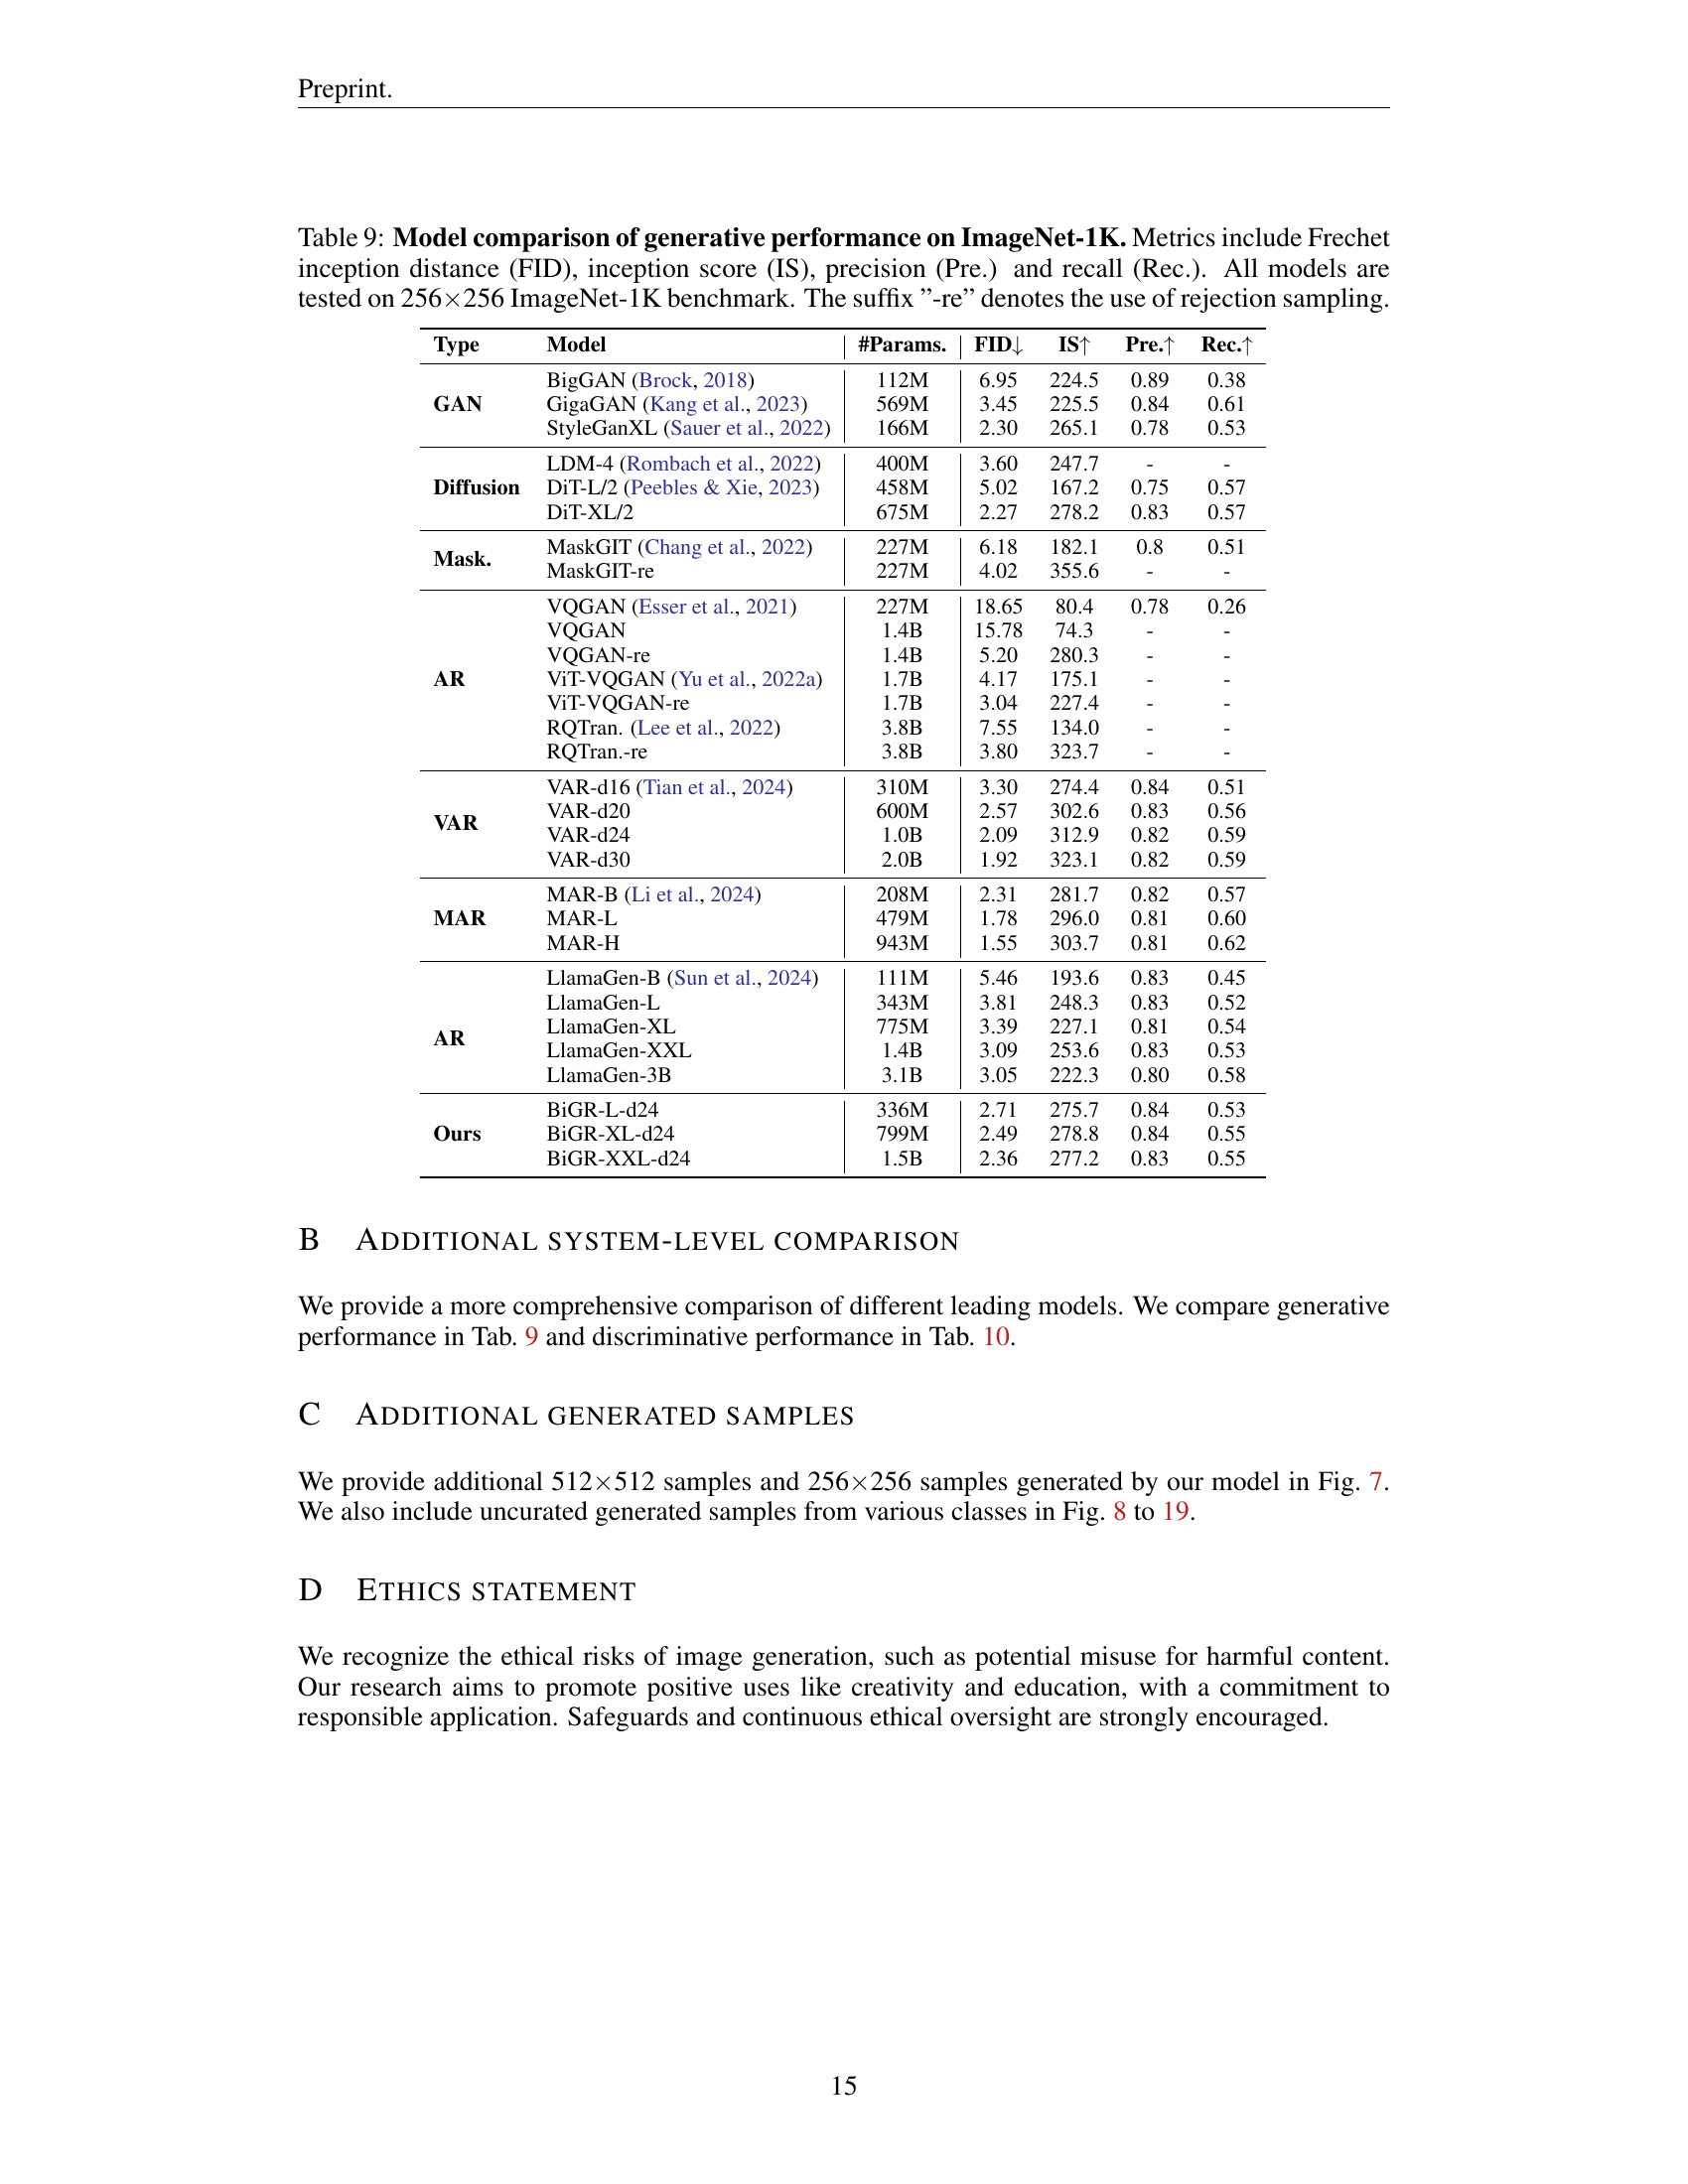 Preprint.
Table 9: Model comparison of generative performance on ImageNet-1K. Metrics include Frechet
inception distance (FID), inception score (IS), precision (Pre.) and recall (Rec.). All models are
tested on 256×256 ImageNet-1K benchmark. The suffix ”-re” denotes the use of rejection sampling.
Type Model #Params. FID↓ IS↑ Pre.↑ Rec.↑
GAN
BigGAN (Brock, 2018) 112M 6.95 224.5 0.89 0.38
GigaGAN (Kang et al., 2023) 569M 3.45 225.5 0.84 0.61
StyleGanXL (Sauer et al., 2022) 166M 2.30 265.1 0.78 0.53
Diffusion
LDM-4 (Rombach et al., 2022) 400M 3.60 247.7 - -
DiT-L/2 (Peebles & Xie, 2023) 458M 5.02 167.2 0.75 0.57
DiT-XL/2 675M 2.27 278.2 0.83 0.57
Mask.
MaskGIT (Chang et al., 2022) 227M 6.18 182.1 0.8 0.51
MaskGIT-re 227M 4.02 355.6 - -
AR
VQGAN (Esser et al., 2021) 227M 18.65 80.4 0.78 0.26
VQGAN 1.4B 15.78 74.3 - -
VQGAN-re 1.4B 5.20 280.3 - -
ViT-VQGAN (Yu et al., 2022a) 1.7B 4.17 175.1 - -
ViT-VQGAN-re 1.7B 3.04 227.4 - -
RQTran. (Lee et al., 2022) 3.8B 7.55 134.0 - -
RQTran.-re 3.8B 3.80 323.7 - -
VAR
VAR-d16 (Tian et al., 2024) 310M 3.30 274.4 0.84 0.51
VAR-d20 600M 2.57 302.6 0.83 0.56
VAR-d24 1.0B 2.09 312.9 0.82 0.59
VAR-d30 2.0B 1.92 323.1 0.82 0.59
MAR
MAR-B (Li et al., 2024) 208M 2.31 281.7 0.82 0.57
MAR-L 479M 1.78 296.0 0.81 0.60
MAR-H 943M 1.55 303.7 0.81 0.62
AR
LlamaGen-B (Sun et al., 2024) 111M 5.46 193.6 0.83 0.45
LlamaGen-L 343M 3.81 248.3 0.83 0.52
LlamaGen-XL 775M 3.39 227.1 0.81 0.54
LlamaGen-XXL 1.4B 3.09 253.6 0.83 0.53
LlamaGen-3B 3.1B 3.05 222.3 0.80 0.58
Ours
BiGR-L-d24 336M 2.71 275.7 0.84 0.53
BiGR-XL-d24 799M 2.49 278.8 0.84 0.55
BiGR-XXL-d24 1.5B 2.36 277.2 0.83 0.55
B ADDITIONAL SYSTEM-LEVEL COMPARISON
We provide a more comprehensive comparison of different leading models. We compare generative
performance in Tab. 9 and discriminative performance in Tab. 10.
C ADDITIONAL GENERATED SAMPLES
We provide additional 512×512 samples and 256×256 samples generated by our model in Fig. 7.
We also include uncurated generated samples from various classes in Fig. 8 to 19.
D ETHICS STATEMENT
We recognize the ethical risks of image generation, such as potential misuse for harmful content.
Our research aims to promote positive uses like creativity and education, with a commitment to
responsible application. Safeguards and continuous ethical oversight are strongly encouraged.
15